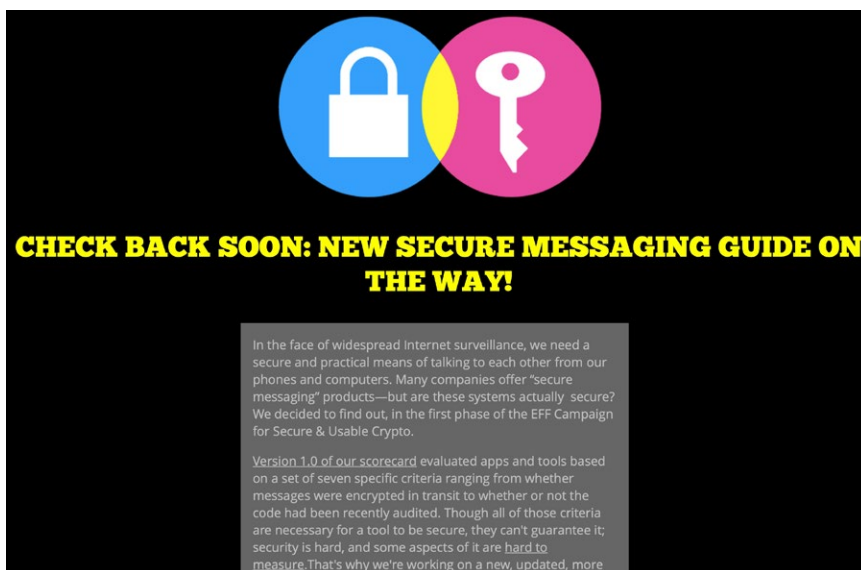 CHECK BACK SOON: NEW SECURE MESSAGING GUIDE ON
THE WAY!
In the face of widespread Internet surveillance, we need a
secure and practical means of talking to each other from our
phones and computers. Many companies offer “secure
messaging” products—but are these systems actually secure?
We decided to find out, in the first phase of the EFF Campaign
for Secure & Usable Crypto.
Version 1.0 of our scorecard evaluated apps and tools based
on a set of seven specific criteria ranging from whether
messages were encrypted in transit to whether or not the
code had been recently audited. Though all of those criteria
are necessary for a tool to be secure, they can't guarantee it;
security is hard, and some aspects of it are hard to
measure.That's why we're working on a new, updated, more